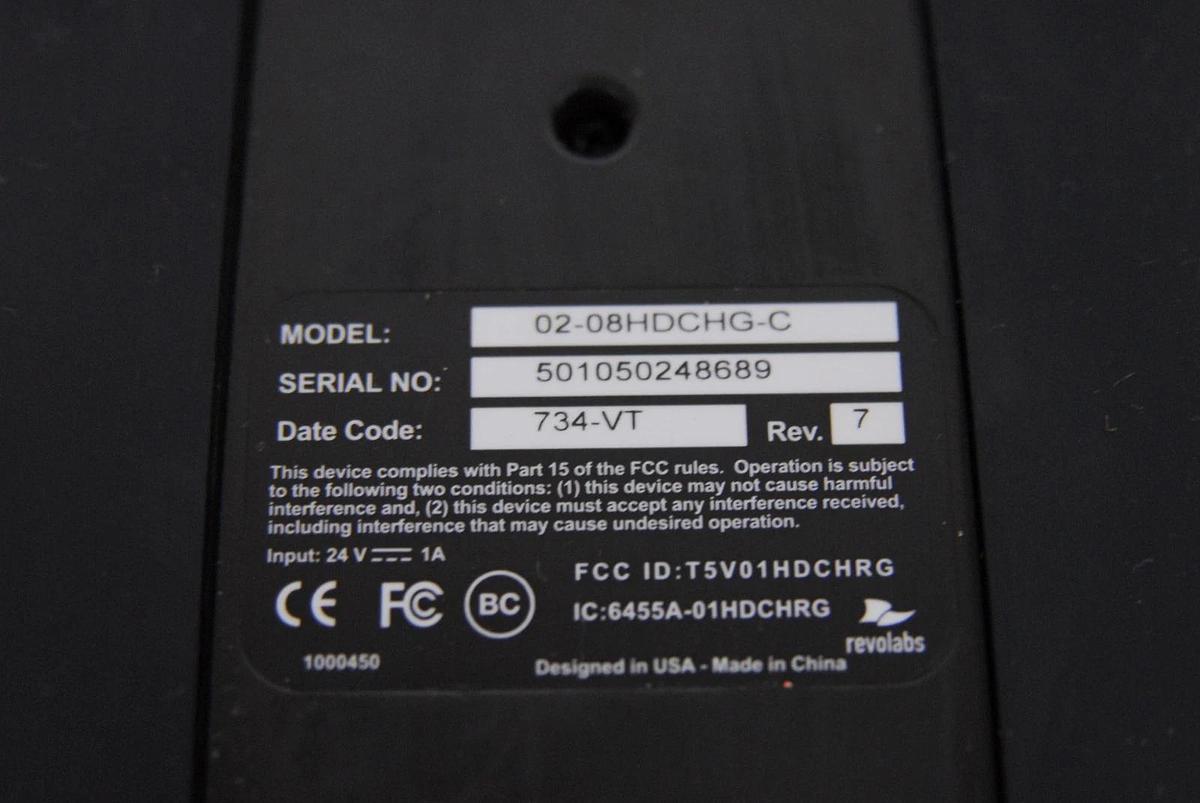 MODEL: 02-08HDCHG-C
SERIAL NO: 501050248689
Date Code: 734-VT Rev. 7
This device complies with Part 15 of the FCC rules. Operation is subject
to the following two conditions: (1) this device may not cause harmful
interference and, (2) this device must accept any interference received,
including interference that may cause undesired operation.
Input: 24 V ⎓ 1A
FCC ID:T5V01HDCHRG
CE FC BC IC:6455A-01HDCHRG
revolabs
1000450 Designed in USA - Made in China